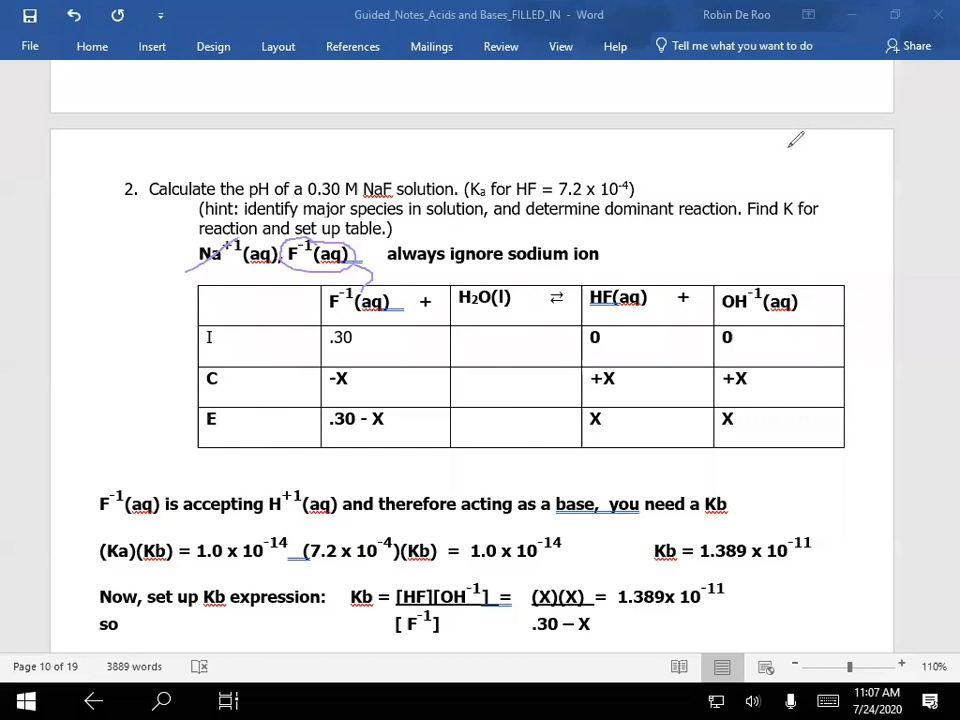 Guided_Notes_Acids and Bases_FILLED_IN - Word
Robin De Roo
File Home Insert Design Layout References Mailings Review View Help Tell me what you want to do Share
2. Calculate the pH of a 0.30 M NaF solution. (Kₐ for HF = 7.2 x 10⁻⁴)
(hint: identify major species in solution, and determine dominant reaction. Find K for
reaction and set up table.)
Na⁺¹(aq), F⁻¹(aq) always ignore sodium ion
F⁻¹(aq) + H₂O(l) ⇄ HF(aq) + OH⁻¹(aq)
I .30 0 0
C -X +X +X
E .30 - X X X
F⁻¹(aq) is accepting H⁺¹(aq) and therefore acting as a base, you need a Kb
(Ka)(Kb) = 1.0 x 10⁻¹⁴ (7.2 x 10⁻⁴)(Kb) = 1.0 x 10⁻¹⁴ Kb = 1.389 x 10⁻¹¹
Now, set up Kb expression: Kb = [HF][OH⁻¹] = (X)(X) = 1.389x 10⁻¹¹
so [ F⁻¹] .30 – X
Page 10 of 19 3889 words 110%
11:07 AM
7/24/2020